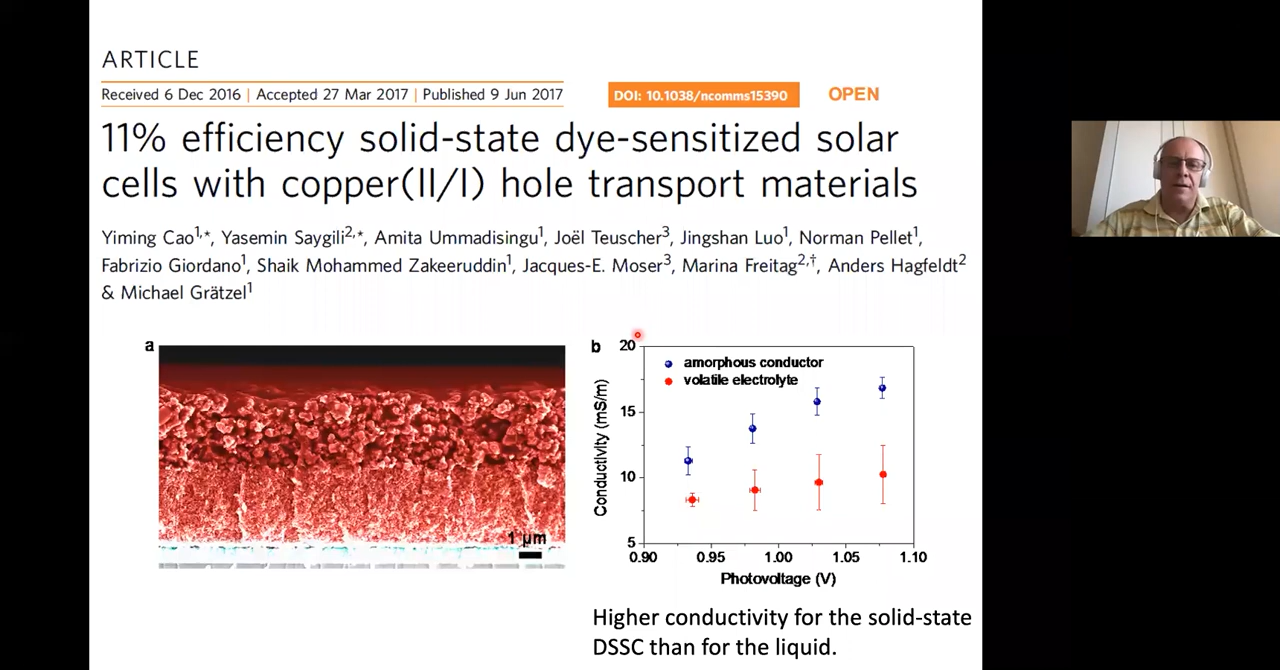 ARTICLE
Received 6 Dec 2016 | Accepted 27 Mar 2017 | Published 9 Jun 2017
DOI: 10.1038/ncomms15390
OPEN
11% efficiency solid-state dye-sensitized solar
cells with copper(II/I) hole transport materials
Yiming Cao1,*, Yasemin Saygili2,*, Amita Ummadisingu1, Joël Teuscher3, Jingshan Luo1, Norman Pellet1,
Fabrizio Giordano1, Shaik Mohammed Zakeeruddin1, Jacques-E. Moser3, Marina Freitag2,†, Anders Hagfeldt2
& Michael Grätzel1
a
1 µm
b
20
15
10
5
Conductivity (mS/m)
amorphous conductor
volatile electrolyte
0.90 0.95 1.00 1.05 1.10
Photovoltage (V)
Higher conductivity for the solid-state
DSSC than for the liquid.